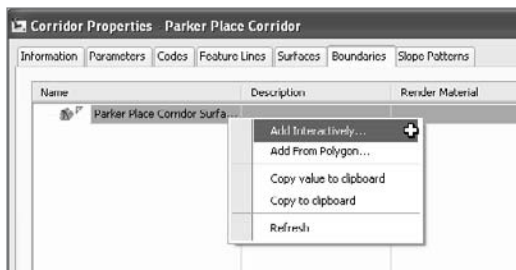 Corridor Properties - Parker Place Corridor
Information Parameters Codes Feature Lines Surfaces Boundaries Slope Patterns
Name Description Render Material
Parker Place Corridor Surfa...
Add Interactively...
Add From Polygon...
Copy value to clipboard
Copy to clipboard
Refresh